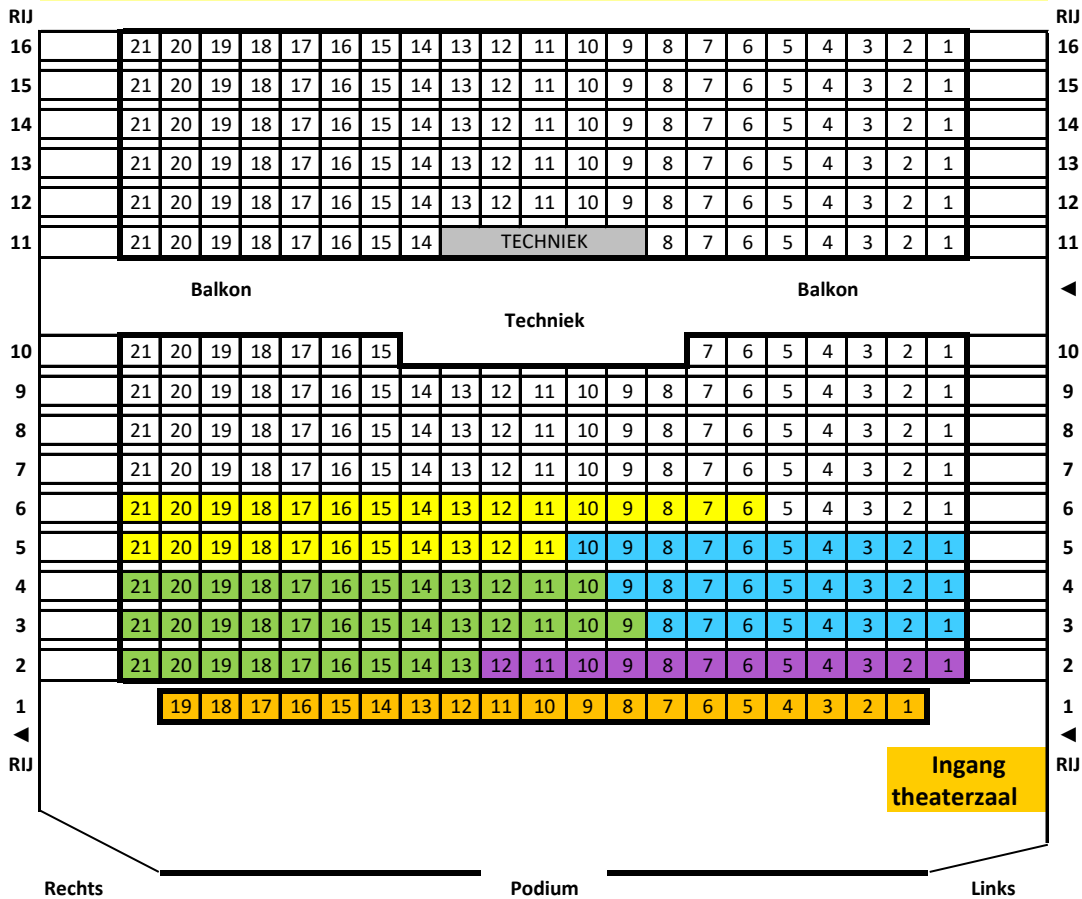 RIJ RIJ
16 21 20 19 18 17 16 15 14 13 12 11 10 9 8 7 6 5 4 3 2 1 16
15 21 20 19 18 17 16 15 14 13 12 11 10 9 8 7 6 5 4 3 2 1 15
14 21 20 19 18 17 16 15 14 13 12 11 10 9 8 7 6 5 4 3 2 1 14
13 21 20 19 18 17 16 15 14 13 12 11 10 9 8 7 6 5 4 3 2 1 13
12 21 20 19 18 17 16 15 14 13 12 11 10 9 8 7 6 5 4 3 2 1 12
11 21 20 19 18 17 16 15 14 TECHNIEK 8 7 6 5 4 3 2 1 11
Balkon Balkon ◄
Techniek
10 21 20 19 18 17 16 15 7 6 5 4 3 2 1 10
9 21 20 19 18 17 16 15 14 13 12 11 10 9 8 7 6 5 4 3 2 1 9
8 21 20 19 18 17 16 15 14 13 12 11 10 9 8 7 6 5 4 3 2 1 8
7 21 20 19 18 17 16 15 14 13 12 11 10 9 8 7 6 5 4 3 2 1 7
6 21 20 19 18 17 16 15 14 13 12 11 10 9 8 7 6 5 4 3 2 1 6
5 21 20 19 18 17 16 15 14 13 12 11 10 9 8 7 6 5 4 3 2 1 5
4 21 20 19 18 17 16 15 14 13 12 11 10 9 8 7 6 5 4 3 2 1 4
3 21 20 19 18 17 16 15 14 13 12 11 10 9 8 7 6 5 4 3 2 1 3
2 21 20 19 18 17 16 15 14 13 12 11 10 9 8 7 6 5 4 3 2 1 2
1 19 18 17 16 15 14 13 12 11 10 9 8 7 6 5 4 3 2 1 1
◄ ◄
RIJ Ingang RIJ
theaterzaal
Rechts Podium Links